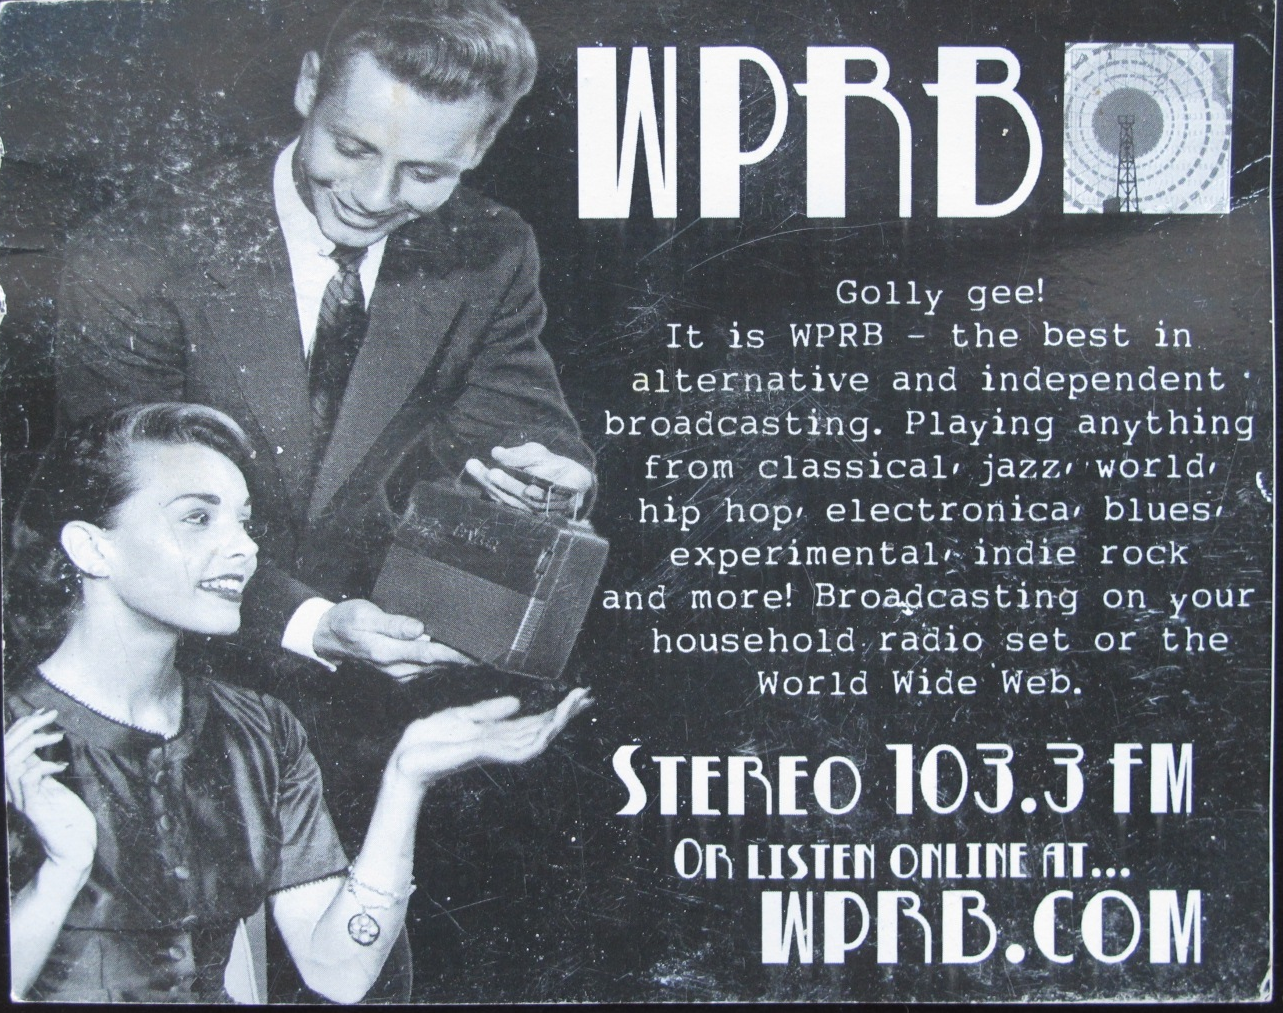 WPRB
Golly gee!
It is WPRB - the best in
alternative and independent
broadcasting. Playing anything
from classical, jazz, world,
hip hop, electronica, blues,
experimental, indie rock
and more! Broadcasting on your
household radio set or the
World Wide Web.
STEREO 103.3 FM
OR LISTEN ONLINE AT...
WPRB.COM